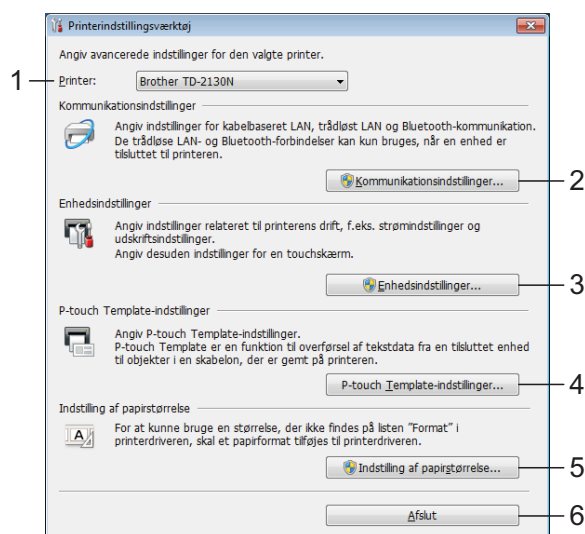 Printerindstillingsværktøj
Angiv avancerede indstillinger for den valgte printer.
1
Printer: Brother TD-2130N
Kommunikationsindstillinger
Angiv indstillinger for kabelbaseret LAN, trådløst LAN og Bluetooth-kommunikation.
De trådløse LAN- og Bluetooth-forbindelser kan kun bruges, når en enhed er
tilsluttet til printeren.
Kommunikationsindstillinger...
2
Enhedsindstillinger
Angiv indstillinger relateret til printerens drift, f.eks. strømindstillinger og
udskriftsindstillinger.
Angiv desuden indstillinger for en touchskærm.
Enhedsindstillinger...
3
P-touch Template-indstillinger
Angiv P-touch Template-indstillinger.
P-touch Template er en funktion til overførsel af tekstdata fra en tilsluttet enhed
til objekter i en skabelon, der er gemt på printeren.
P-touch Template-indstillinger...
4
Indstilling af papirstørrelse
For at kunne bruge en størrelse, der ikke findes på listen "Format" i
printerdriveren, skal et papirformat tilføjes til printerdriveren.
Indstilling af papirstørrelse...
5
Afslut
6